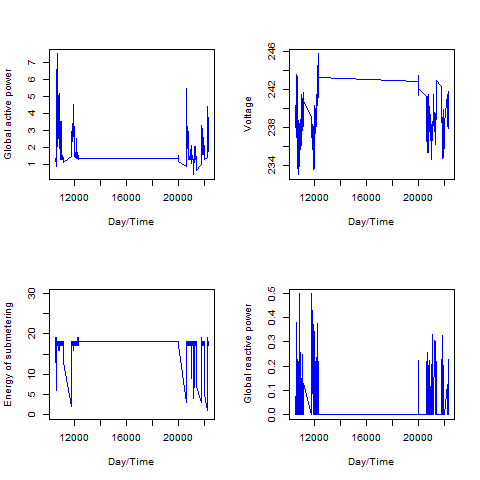 Global active power
7
6
5
4
3
2
1
12000 16000 20000
Day/Time
Voltage
246
242
238
234
12000 16000 20000
Day/Time
Energy of submetering
30
20
10
5
0
12000 16000 20000
Day/Time
Global reactive power
0.5
0.4
0.3
0.2
0.1
0.0
12000 16000 20000
Day/Time